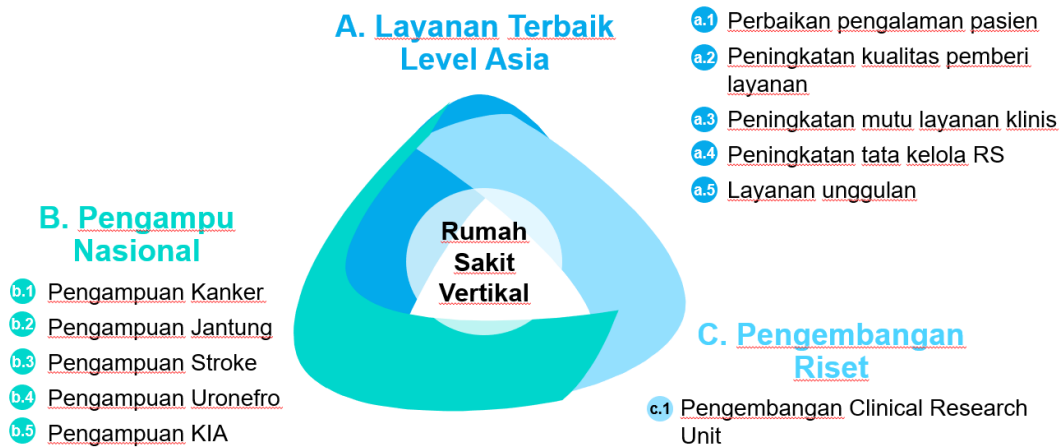 A. Layanan Terbaik
Level Asia
a.1 Perbaikan pengalaman pasien
a.2 Peningkatan kualitas pemberi
layanan
a.3 Peningkatan mutu layanan klinis
a.4 Peningkatan tata kelola RS
a.5 Layanan unggulan
B. Pengampu
Nasional
b.1 Pengampuan Kanker
b.2 Pengampuan Jantung
b.3 Pengampuan Stroke
b.4 Pengampuan Uronefro
b.5 Pengampuan KIA
Rumah
Sakit
Vertikal
C. Pengembangan
Riset
c.1 Pengembangan Clinical Research
Unit